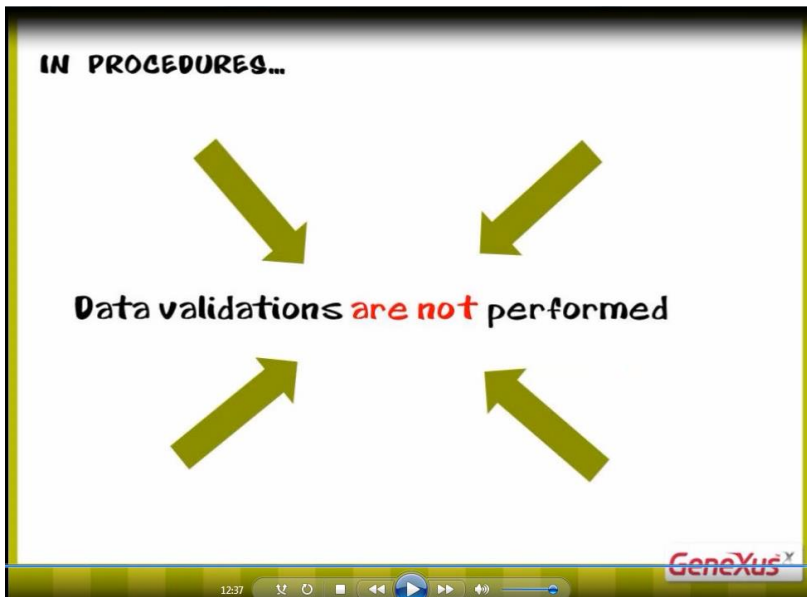 IN PROCEDURES...
Data validations are not performed
GeneXus X
12:37